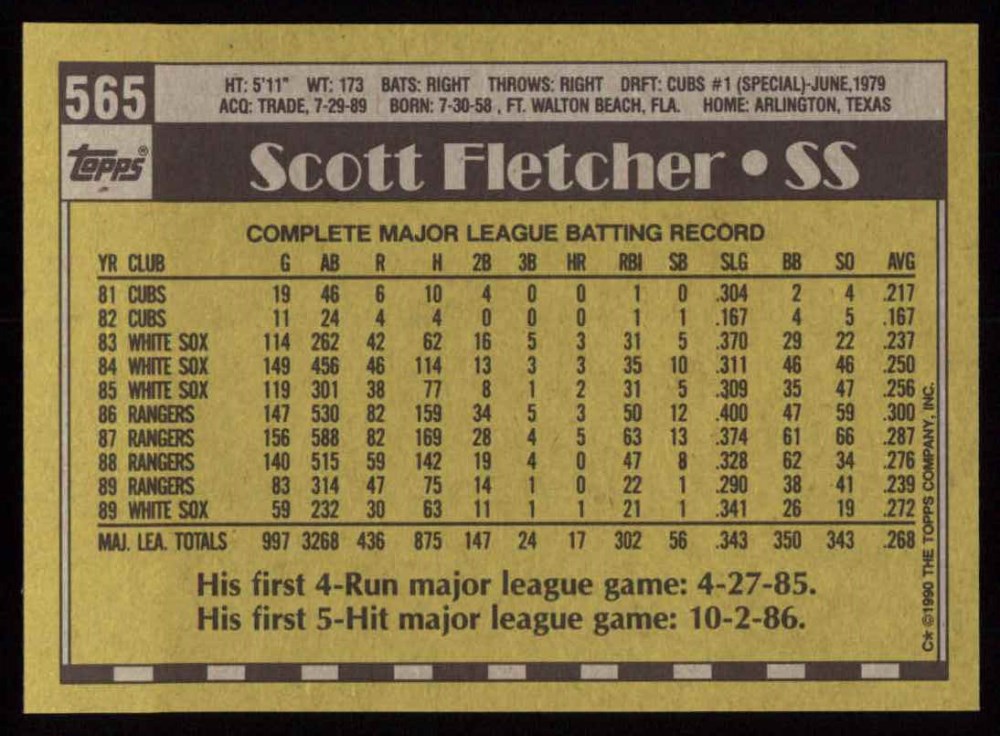 565
HT: 5'11" WT: 173 BATS: RIGHT THROWS: RIGHT DRFT: CUBS #1 (SPECIAL)-JUNE,1979
ACQ: TRADE, 7-29-89 BORN: 7-30-58 , FT. WALTON BEACH, FLA. HOME: ARLINGTON, TEXAS
Topps®
Scott Fletcher • SS
COMPLETE MAJOR LEAGUE BATTING RECORD
YR CLUB G AB R H 2B 3B HR RBI SB SLG BB SO AVG
81 CUBS 19 46 6 10 4 0 0 1 0 .304 2 4 .217
82 CUBS 11 24 4 4 0 0 0 1 1 .167 4 5 .167
83 WHITE SOX 114 262 42 62 16 5 3 31 5 .370 29 22 .237
84 WHITE SOX 149 456 46 114 13 3 3 35 10 .311 46 46 .250
85 WHITE SOX 119 301 38 77 8 1 2 31 5 .309 35 47 .256
86 RANGERS 147 530 82 159 34 5 3 50 12 .400 47 59 .300
87 RANGERS 156 588 82 169 28 4 5 63 13 .374 61 66 .287
88 RANGERS 140 515 59 142 19 4 0 47 8 .328 62 34 .276
89 RANGERS 83 314 47 75 14 1 0 22 1 .290 38 41 .239
89 WHITE SOX 59 232 30 63 11 1 1 21 1 .341 26 19 .272
MAJ. LEA. TOTALS 997 3268 436 875 147 24 17 302 56 .343 350 343 .268
His first 4-Run major league game: 4-27-85.
His first 5-Hit major league game: 10-2-86.
C* ©1990 THE TOPPS COMPANY, INC.